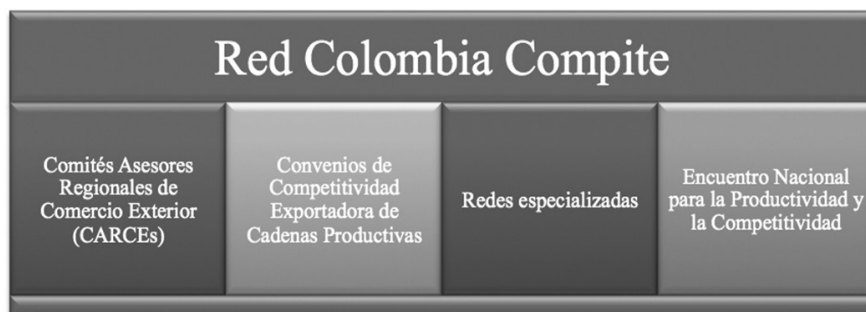 Red Colombia Compite
Comités Asesores
Regionales de
Comercio Exterior
(CARCEs)
Convenios de
Competitividad
Exportadora de
Cadenas Productivas
Redes especializadas
Encuentro Nacional
para la Productividad y
la Competitividad